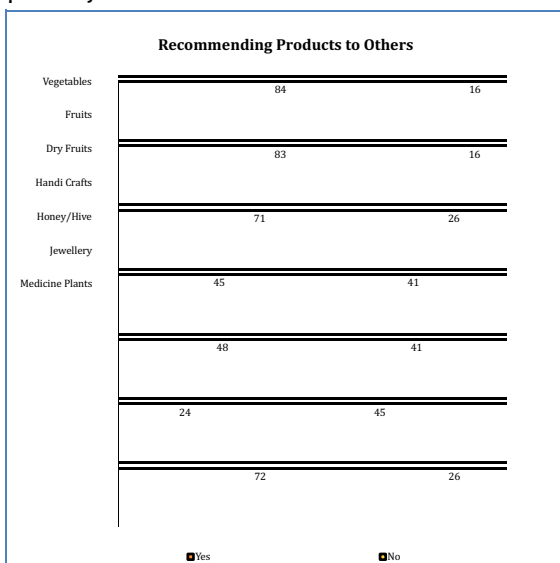 Recommending Products to Others
Vegetables
84 16
Fruits
83 16
Dry Fruits
Handi Crafts
71 26
Honey/Hive
Jewellery
45 41
Medicine Plants
48 41
24 45
72 26
Yes No